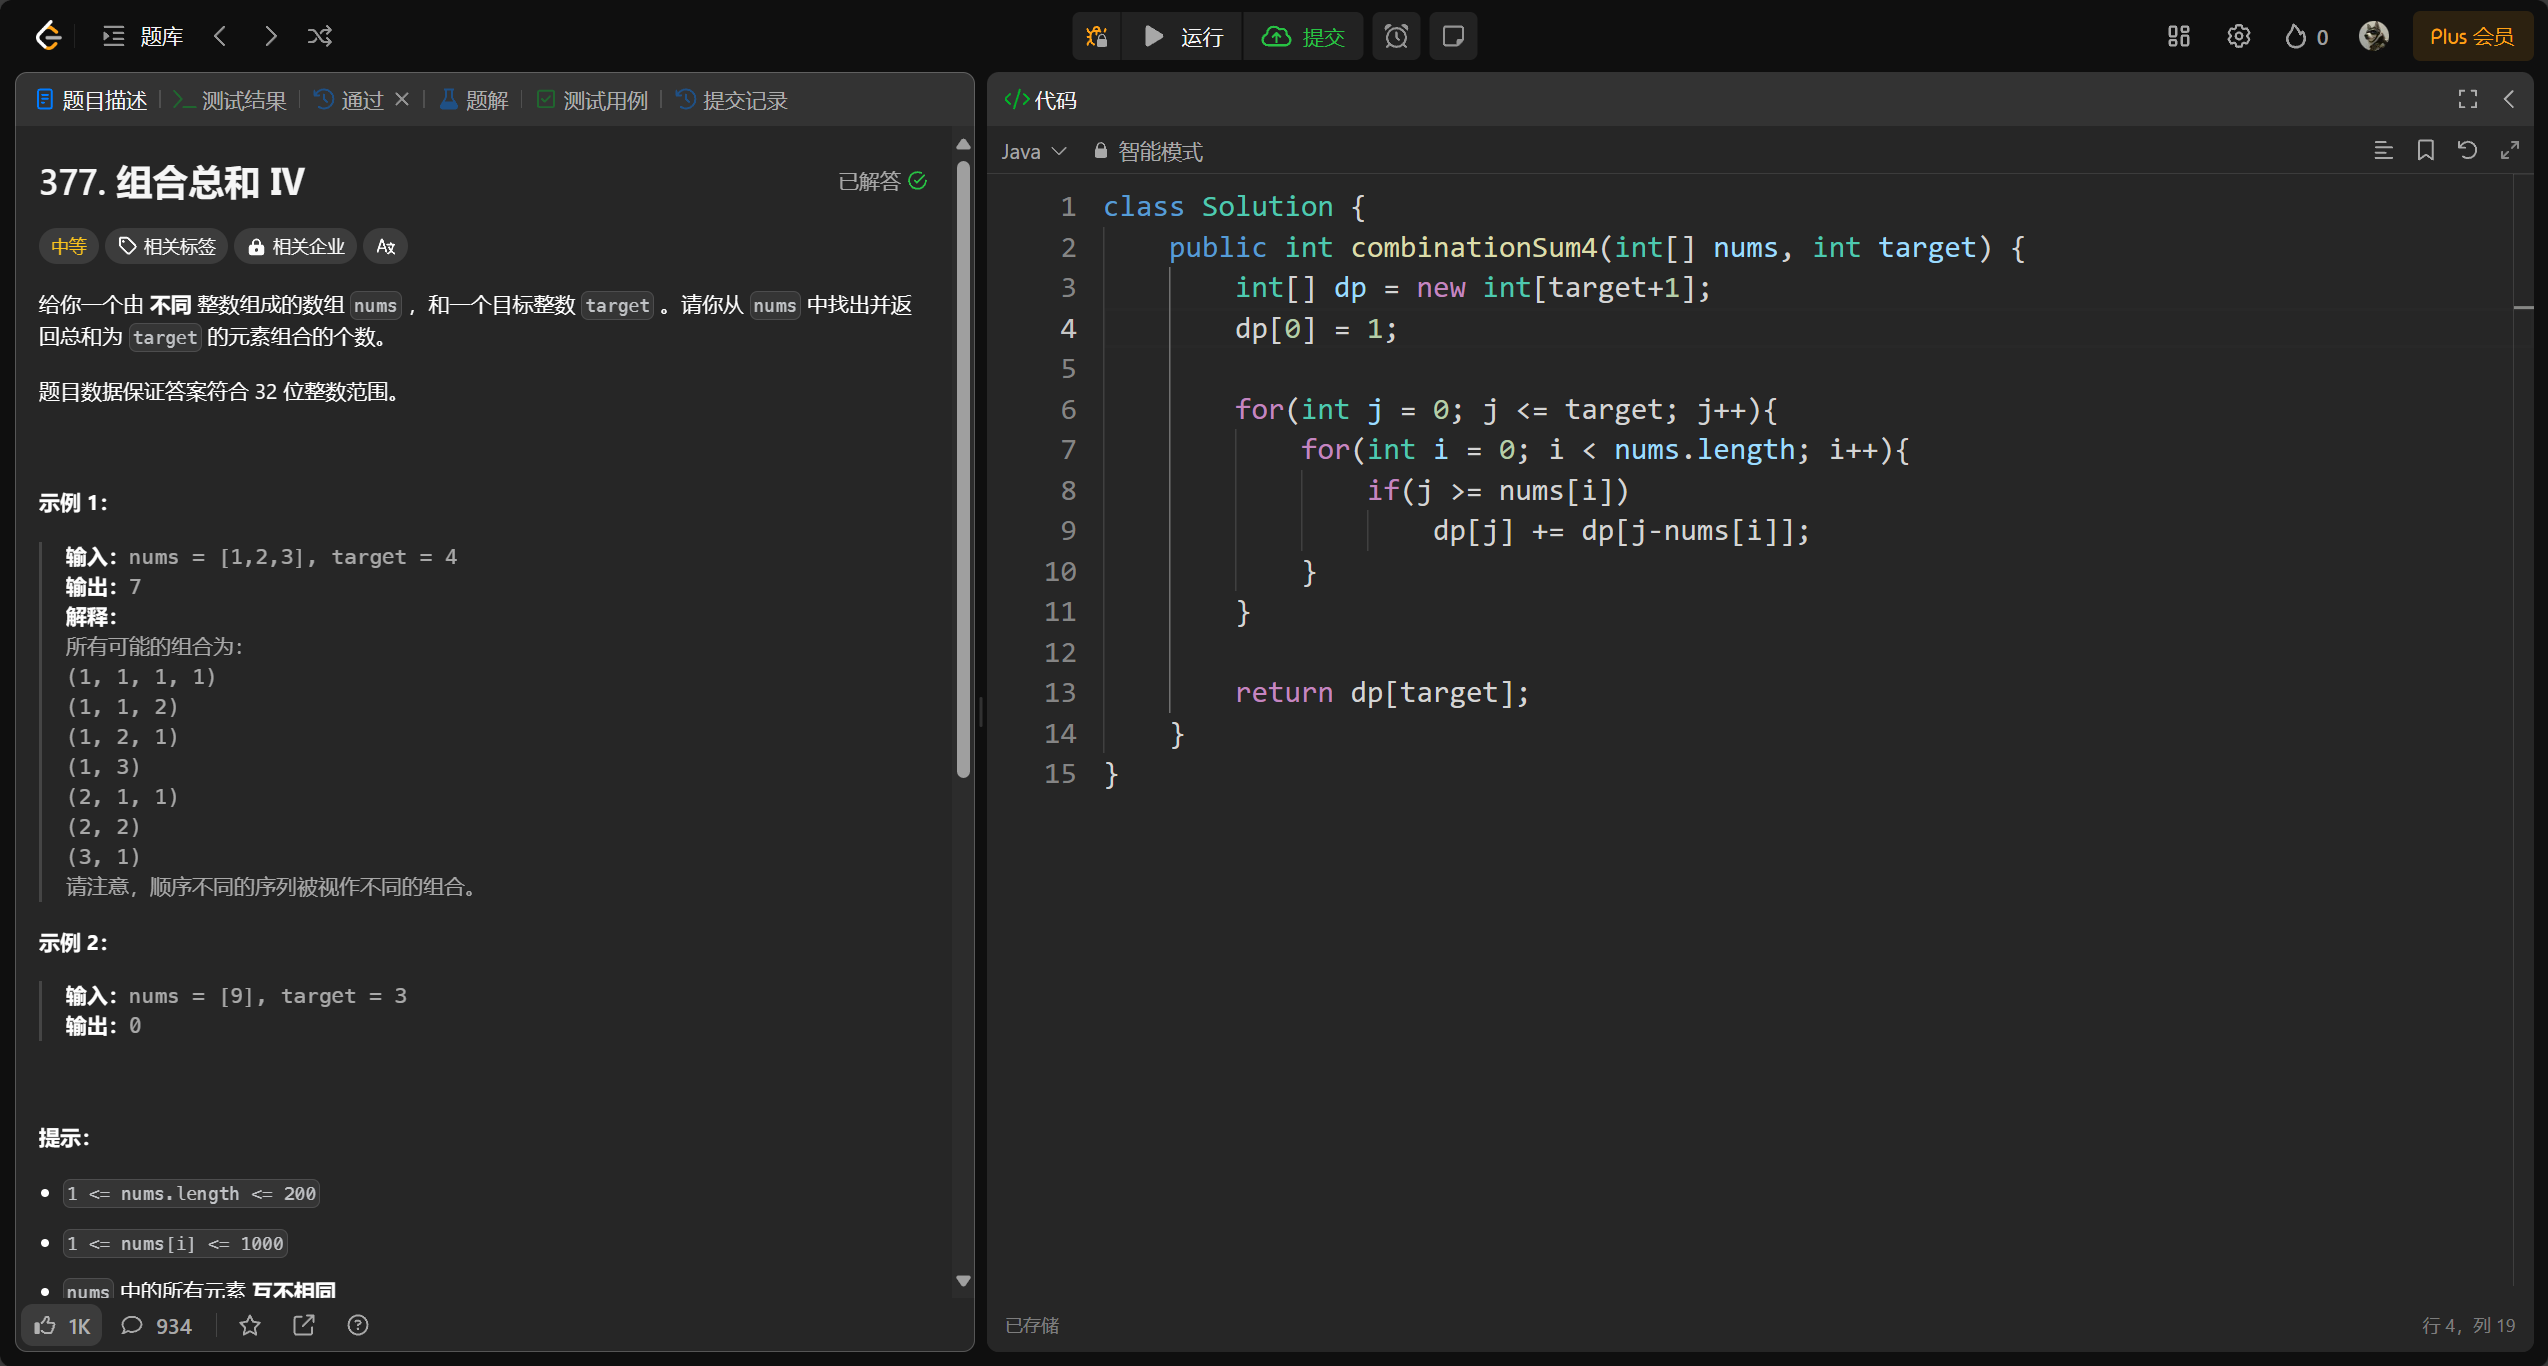 题库
运行
提交
0
Plus 会员
题目描述
测试结果
通过
题解
测试用例
提交记录
377. 组合总和 Ⅳ
已解答
中等
相关标签
相关企业
给你一个由 不同 整数组成的数组 nums ，和一个目标整数 target 。请你从 nums 中找出并返
回总和为 target 的元素组合的个数。
题目数据保证答案符合 32 位整数范围。
示例 1：
输入：nums = [1,2,3], target = 4
输出：7
解释：
所有可能的组合为：
(1, 1, 1, 1)
(1, 1, 2)
(1, 2, 1)
(1, 3)
(2, 1, 1)
(2, 2)
(3, 1)
请注意，顺序不同的序列被视作不同的组合。
示例 2：
输入：nums = [9], target = 3
输出：0
提示：
1 <= nums.length <= 200
1 <= nums[i] <= 1000
nums 中的所有元素 互不相同
1K
934
代码
Java
智能模式
1 class Solution {
2 public int combinationSum4(int[] nums, int target) {
3 int[] dp = new int[target+1];
4 dp[0] = 1;
5
6 for(int j = 0; j <= target; j++){
7 for(int i = 0; i < nums.length; i++){
8 if(j >= nums[i])
9 dp[j] += dp[j-nums[i]];
10 }
11 }
12
13 return dp[target];
14 }
15 }
已存储
行 4，列 19